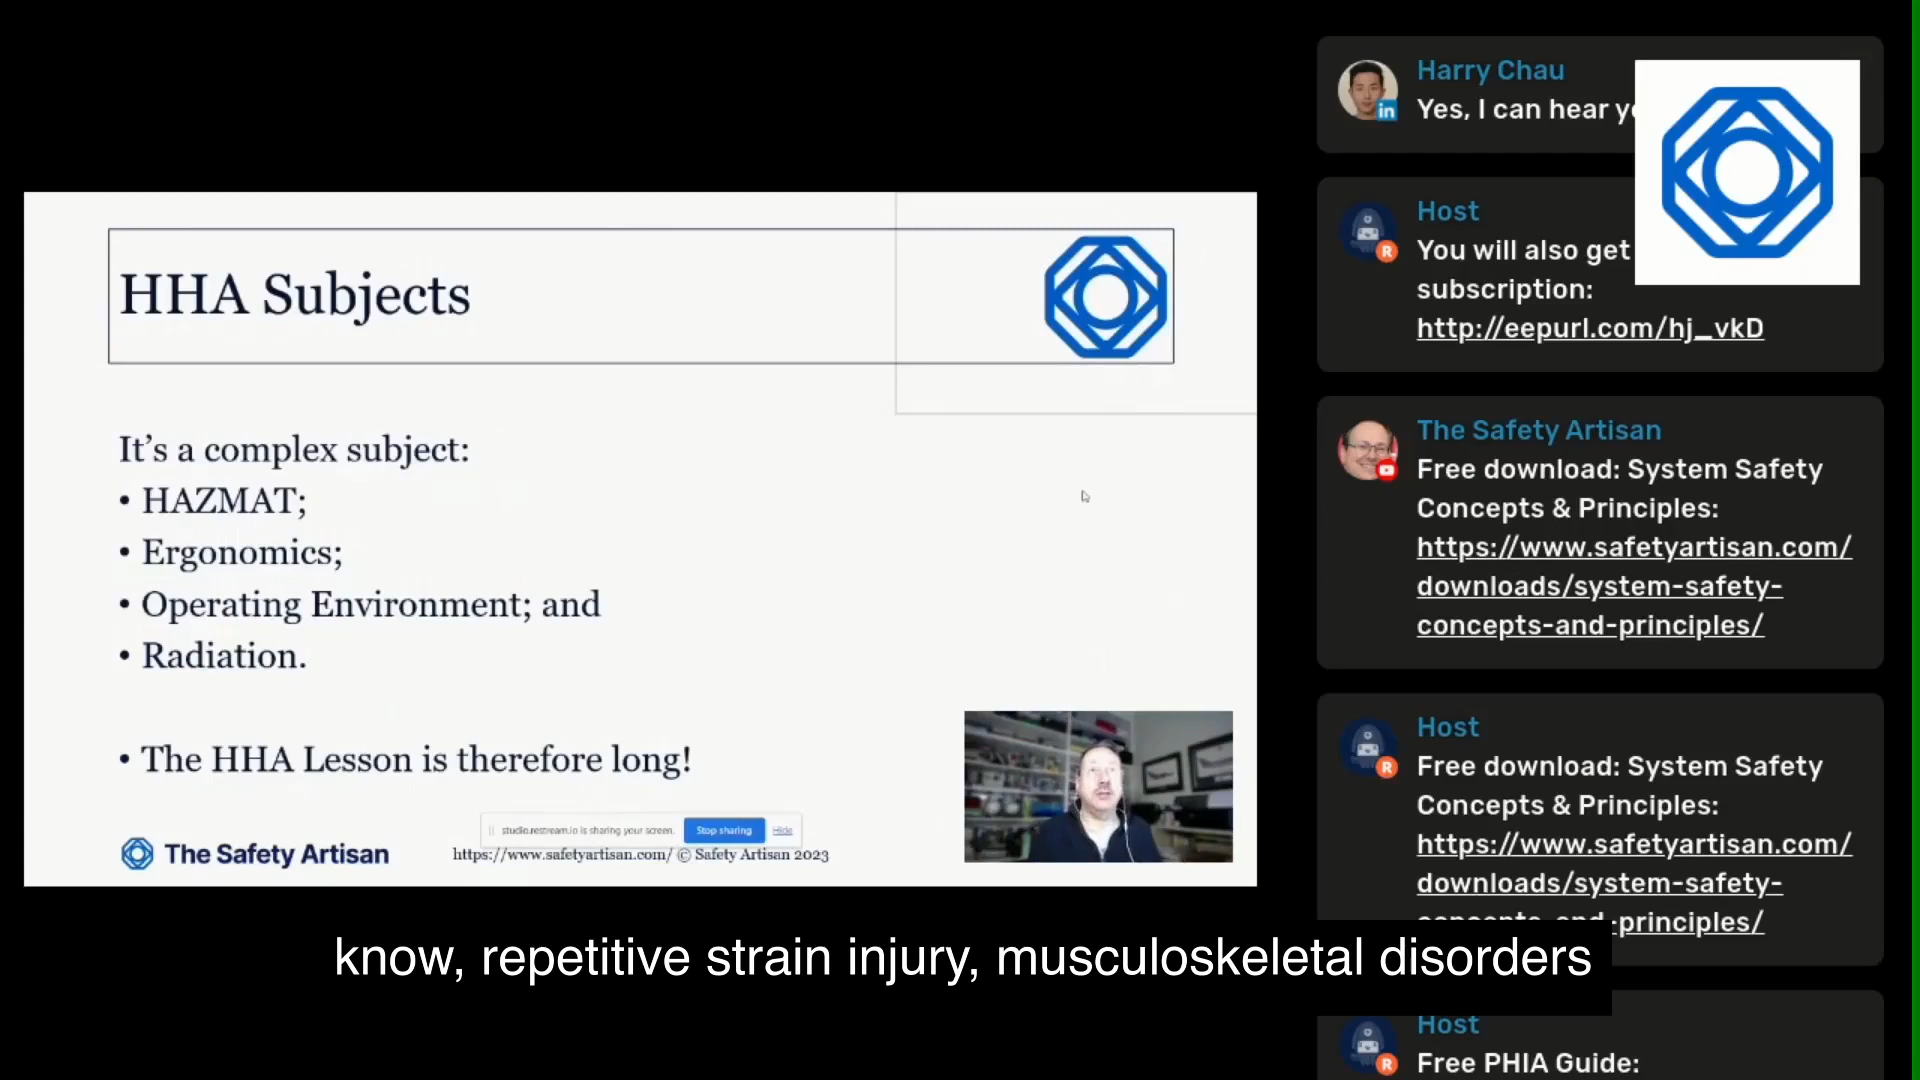 HHA Subjects
It’s a complex subject:
• HAZMAT;
• Ergonomics;
• Operating Environment; and
• Radiation.
• The HHA Lesson is therefore long!
studio.restream.io is sharing your screen. Stop sharing Hide
The Safety Artisan
https://www.safetyartisan.com/ © Safety Artisan 2023
know, repetitive strain injury, musculoskeletal disorders
Harry Chau
Yes, I can hear
Host
You will also get
subscription:
http://eepurl.com/hj_vkD
The Safety Artisan
Free download: System Safety
Concepts & Principles:
https://www.safetyartisan.com/
downloads/system-safety-
concepts-and-principles/
Host
Free download: System Safety
Concepts & Principles:
https://www.safetyartisan.com/
downloads/system-safety-
concepts-and-principles/
Host
Free PHIA Guide: